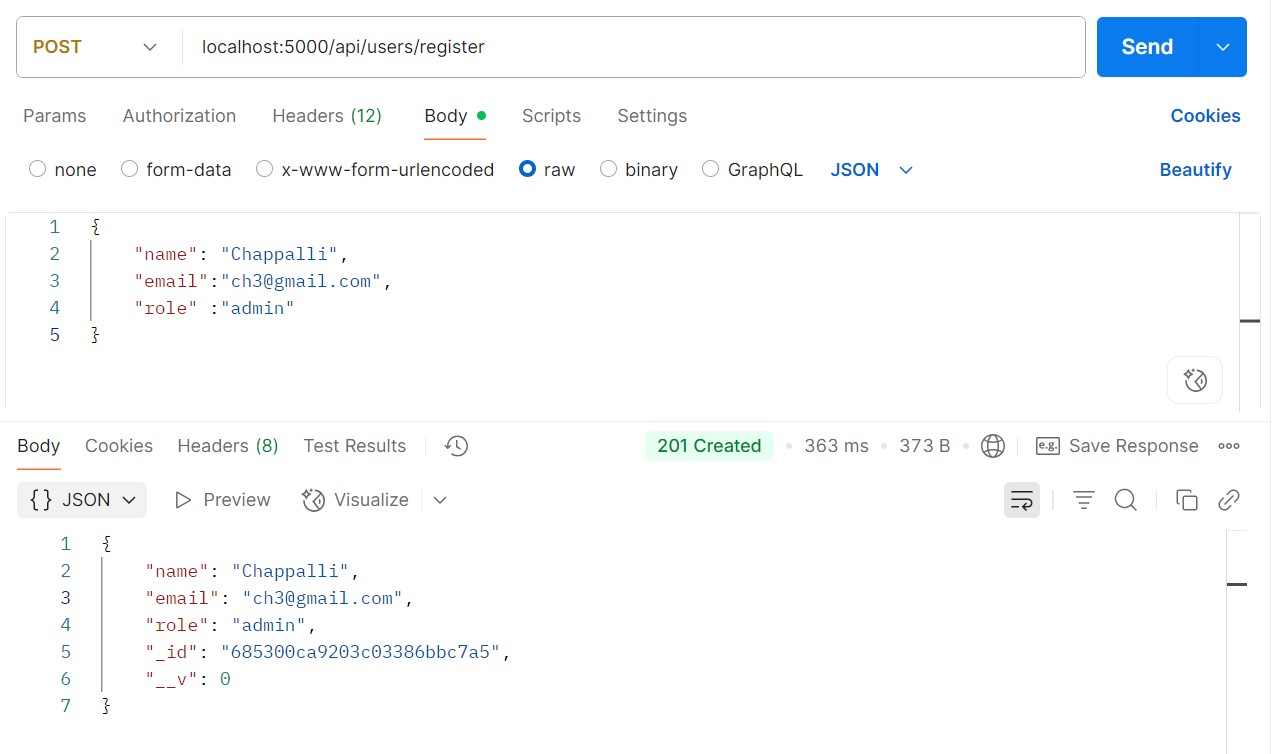 POST localhost:5000/api/users/register Send
Params Authorization Headers (12) Body Scripts Settings Cookies
none form-data x-www-form-urlencoded raw binary GraphQL JSON Beautify
1 {
2 "name": "Chappalli",
3 "email":"ch3@gmail.com",
4 "role" :"admin"
5 }
Body Cookies Headers (8) Test Results 201 Created 363 ms 373 B e.g. Save Response
{} JSON Preview Visualize
1 {
2 "name": "Chappalli",
3 "email": "ch3@gmail.com",
4 "role": "admin",
5 "_id": "685300ca9203c03386bbc7a5",
6 "__v": 0
7 }